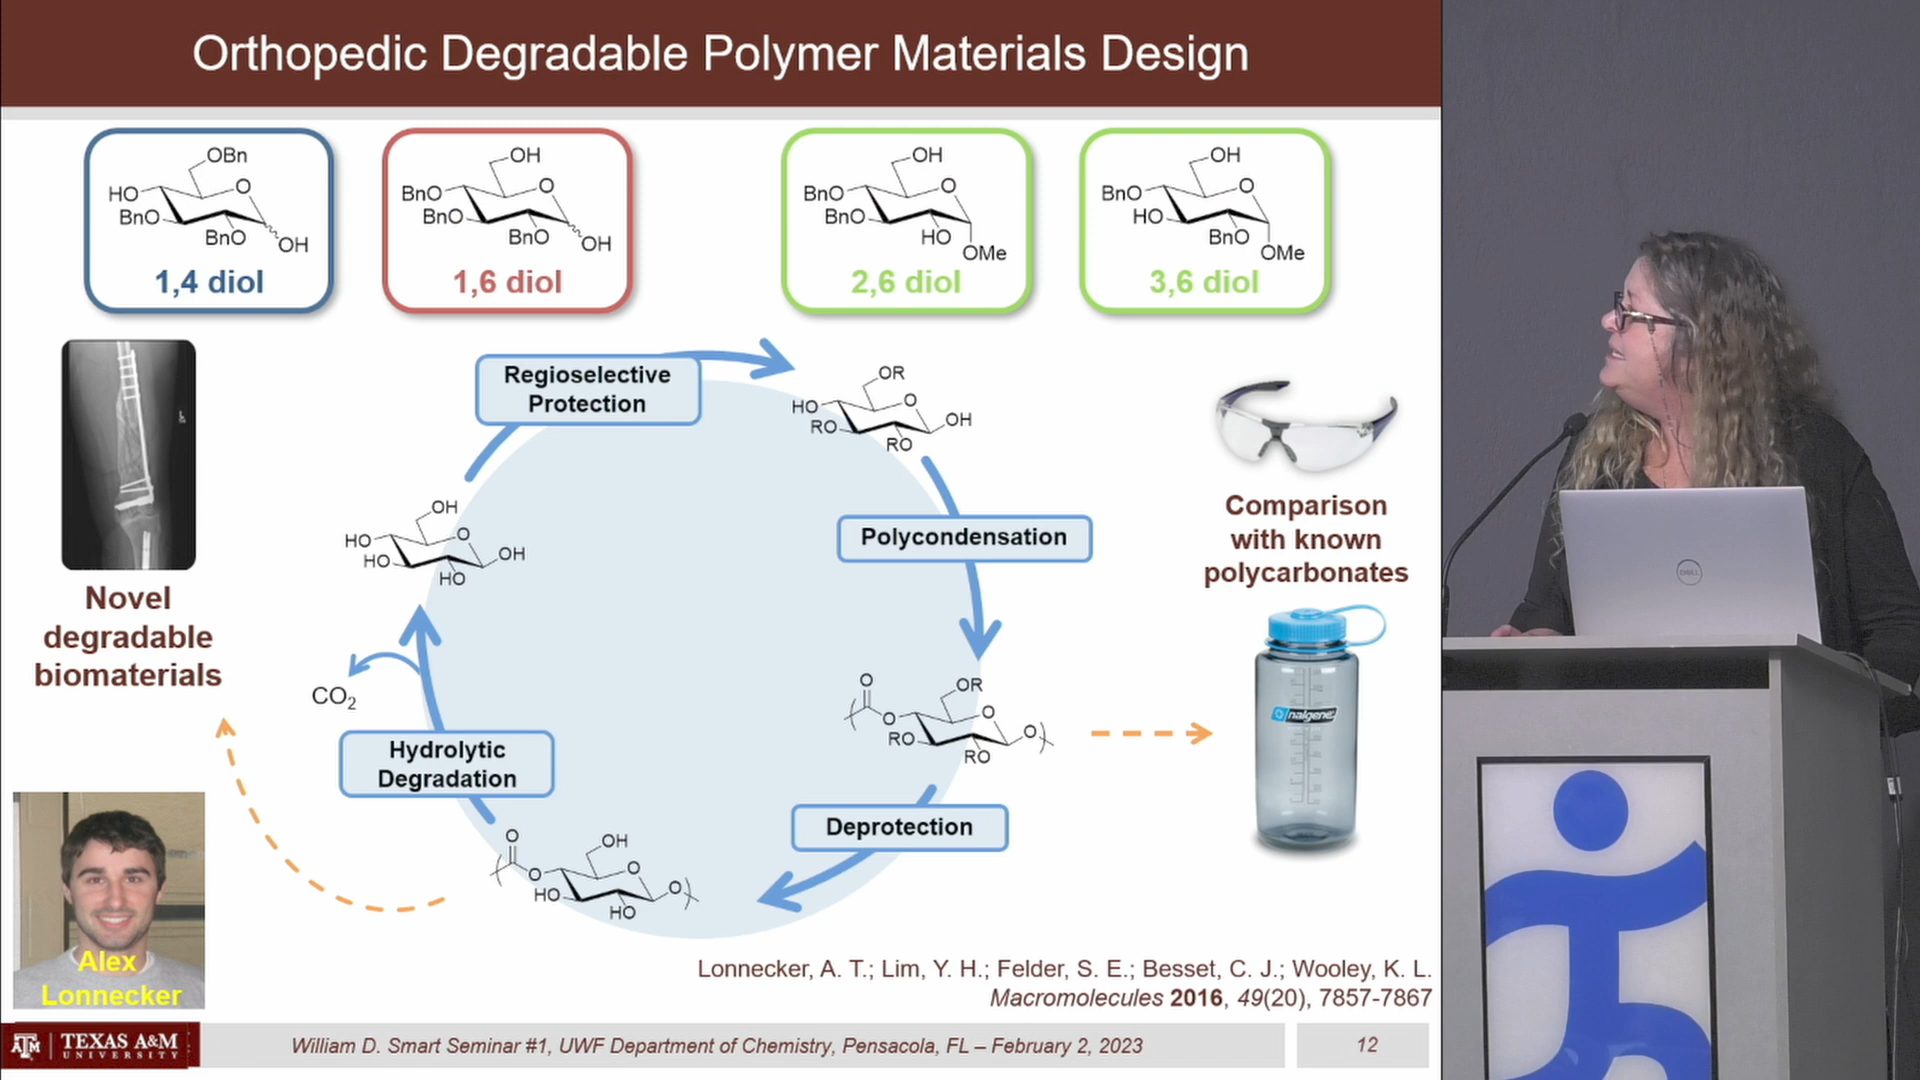 Orthopedic Degradable Polymer Materials Design
OBn
HO
O
BnO
BnO
OH
1,4 diol
OH
BnO
O
BnO
BnO
OH
1,6 diol
OH
BnO
O
BnO
HO
OMe
2,6 diol
OH
BnO
O
HO
BnO
OMe
3,6 diol
Regioselective
Protection
OR
HO
O
OH
RO
RO
Polycondensation
O
OR
O
O
RO
O
RO
Deprotection
O
OH
O
O
HO
O
HO
Hydrolytic
Degradation
CO2
OH
HO
O
HO
OH
HO
Novel
degradable
biomaterials
Comparison
with known
polycarbonates
nalgene
Alex
Lonnecker
Lonnecker, A. T.; Lim, Y. H.; Felder, S. E.; Besset, C. J.; Wooley, K. L.
Macromolecules 2016, 49(20), 7857-7867
ATM | TEXAS A&M
UNIVERSITY
William D. Smart Seminar #1, UWF Department of Chemistry, Pensacola, FL – February 2, 2023
12
DELL